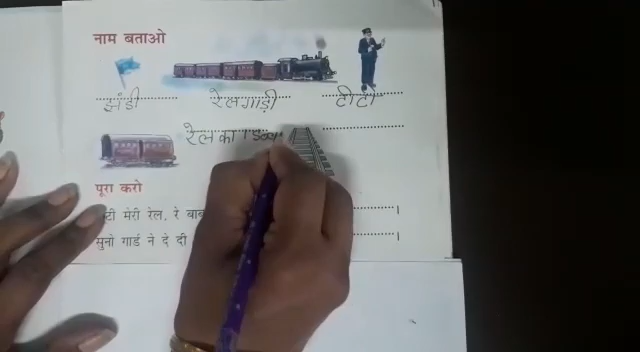 नाम बताओ
झंडी रेलगाड़ी टीटी
रेल का डिब्बा
पूरा करो
टी मेरी रेल, रे बाब
सुनो गार्ड ने दे दी